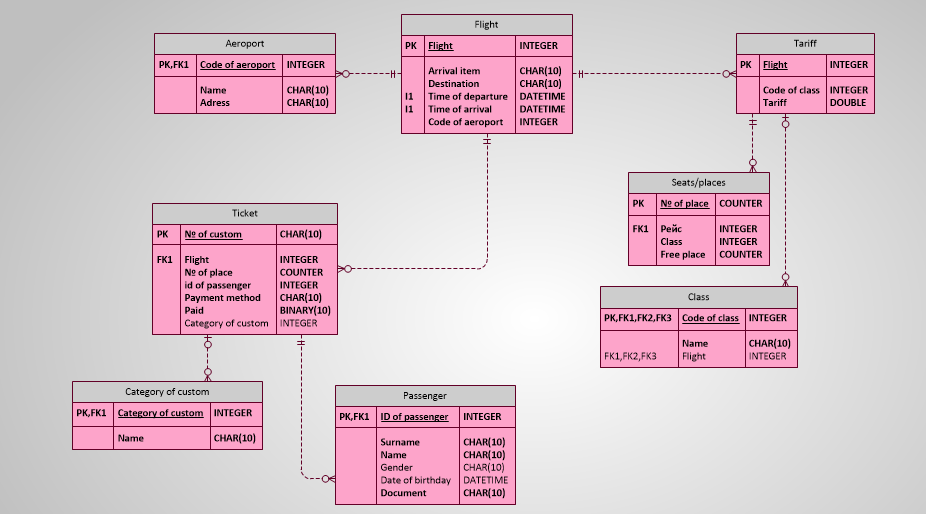 Flight
PK Flight INTEGER
Arrival item CHAR(10)
Destination CHAR(10)
I1 Time of departure DATETIME
I1 Time of arrival DATETIME
Code of aeroport INTEGER
Aeroport
PK,FK1 Code of aeroport INTEGER
Name CHAR(10)
Adress CHAR(10)
Tariff
PK Flight INTEGER
Code of class INTEGER
Tariff DOUBLE
Seats/places
PK № of place COUNTER
FK1 Рейс INTEGER
Class INTEGER
Free place COUNTER
Ticket
PK № of custom CHAR(10)
FK1 Flight INTEGER
№ of place COUNTER
id of passenger INTEGER
Payment method CHAR(10)
Paid BINARY(10)
Category of custom INTEGER
Class
PK,FK1,FK2,FK3 Code of class INTEGER
Name CHAR(10)
FK1,FK2,FK3 Flight INTEGER
Category of custom
PK,FK1 Category of custom INTEGER
Name CHAR(10)
Passenger
PK,FK1 ID of passenger INTEGER
Surname CHAR(10)
Name CHAR(10)
Gender CHAR(10)
Date of birthday DATETIME
Document CHAR(10)